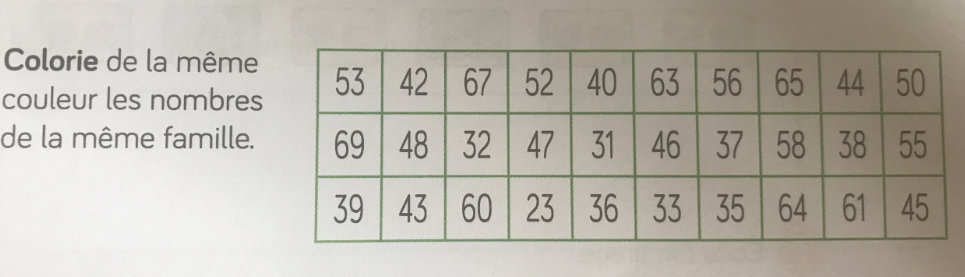 Colorie de la même
couleur les nombres
de la même famille.
53 42 67 52 40 63 56 65 44 50
69 48 32 47 31 46 37 58 38 55
39 43 60 23 36 33 35 64 61 45